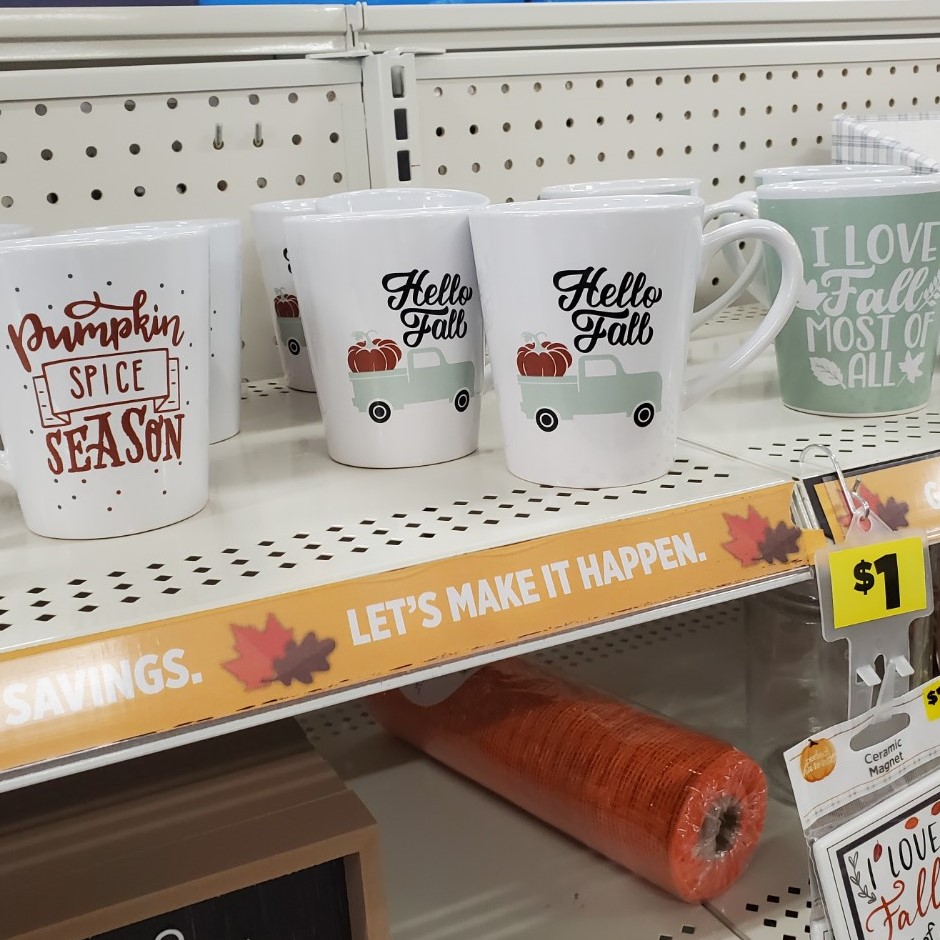 Pumpkin
SPICE
SEASON
Hello
Fall
Hello
Fall
I LOVE
Fall
MOST OF
ALL
SAVINGS.
LET'S MAKE IT HAPPEN.
$1
Ceramic
Magnet
I LOVE
Fall
of